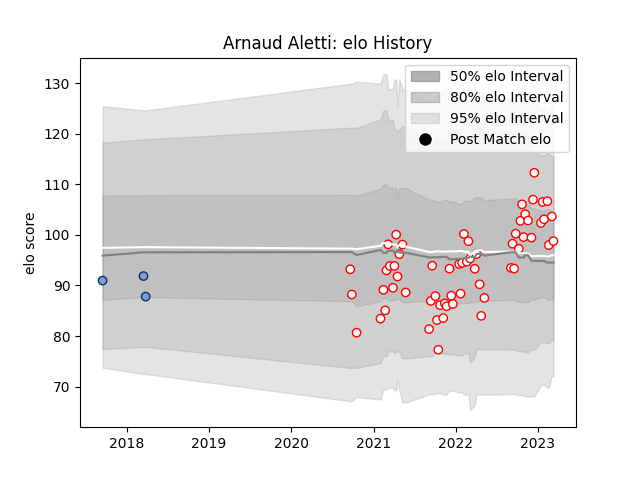 Arnaud Aletti: elo History
50% elo Interval
80% elo Interval
95% elo Interval
Post Match elo
elo score
130
120
110
100
90
80
70
2018
2019
2020
2021
2022
2023